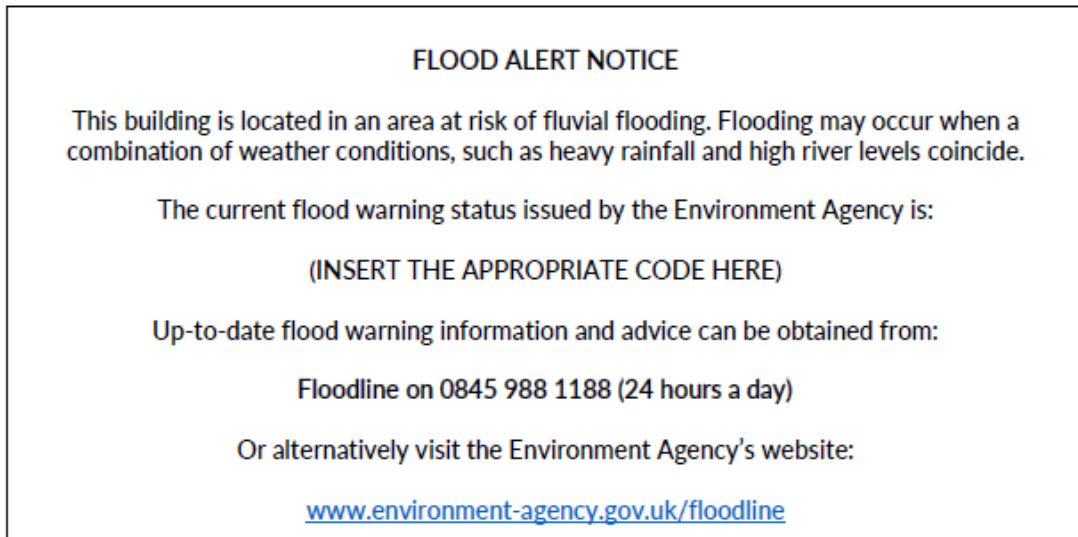 FLOOD ALERT NOTICE
This building is located in an area at risk of fluvial flooding. Flooding may occur when a
combination of weather conditions, such as heavy rainfall and high river levels coincide.
The current flood warning status issued by the Environment Agency is:
(INSERT THE APPROPRIATE CODE HERE)
Up-to-date flood warning information and advice can be obtained from:
Floodline on 0845 988 1188 (24 hours a day)
Or alternatively visit the Environment Agency's website:
www.environment-agency.gov.uk/floodline